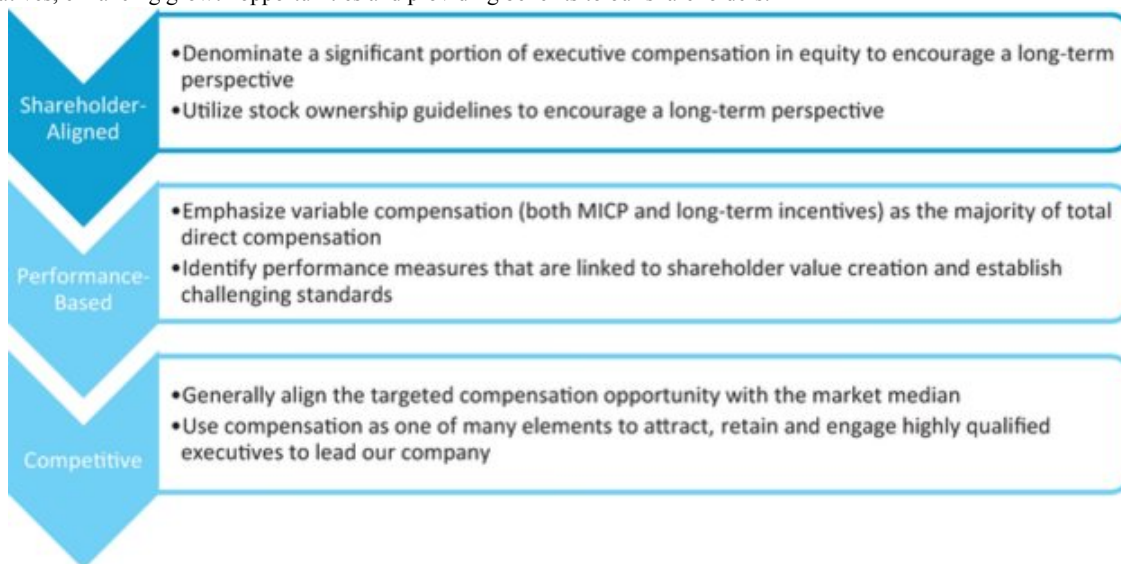 Shareholder-
Aligned
•Denominate a significant portion of executive compensation in equity to encourage a long-term
perspective
•Utilize stock ownership guidelines to encourage a long-term perspective
Performance-
Based
•Emphasize variable compensation (both MICP and long-term incentives) as the majority of total
direct compensation
•Identify performance measures that are linked to shareholder value creation and establish
challenging standards
Competitive
•Generally align the targeted compensation opportunity with the market median
•Use compensation as one of many elements to attract, retain and engage highly qualified
executives to lead our company